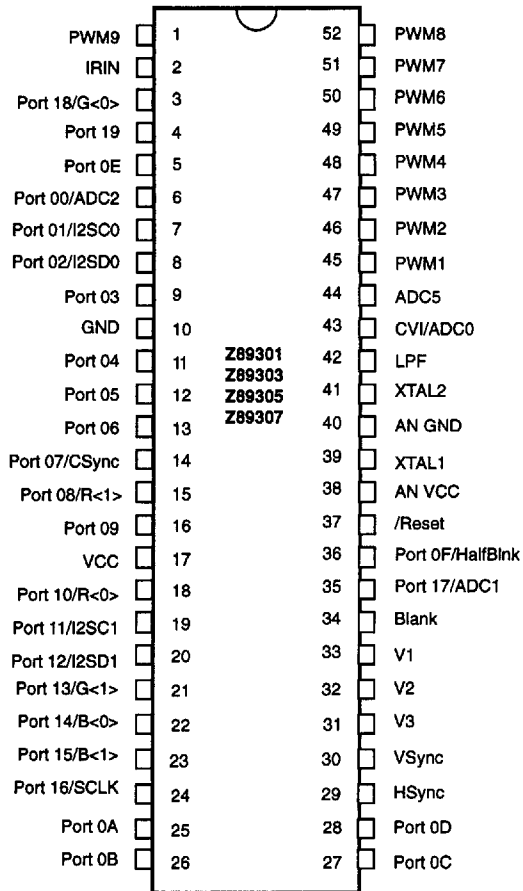 PWM9 1 52 PWM8
IRIN 2 51 PWM7
Port 18/G<0> 3 50 PWM6
Port 19 4 49 PWM5
Port 0E 5 48 PWM4
Port 00/ADC2 6 47 PWM3
Port 01/I2SC0 7 46 PWM2
Port 02/I2SD0 8 45 PWM1
Port 03 9 44 ADC5
GND 10 43 CVI/ADC0
Port 04 11 Z89301 42 LPF
Z89303
Port 05 12 Z89305 41 XTAL2
Port 06 13 Z89307 40 AN GND
Port 07/CSync 14 39 XTAL1
Port 08/R<1> 15 38 AN VCC
Port 09 16 37 /Reset
VCC 17 36 Port 0F/HalfBlnk
Port 10/R<0> 18 35 Port 17/ADC1
Port 11/I2SC1 19 34 Blank
Port 12/I2SD1 20 33 V1
Port 13/G<1> 21 32 V2
Port 14/B<0> 22 31 V3
Port 15/B<1> 23 30 VSync
Port 16/SCLK 24 29 HSync
Port 0A 25 28 Port 0D
Port 0B 26 27 Port 0C